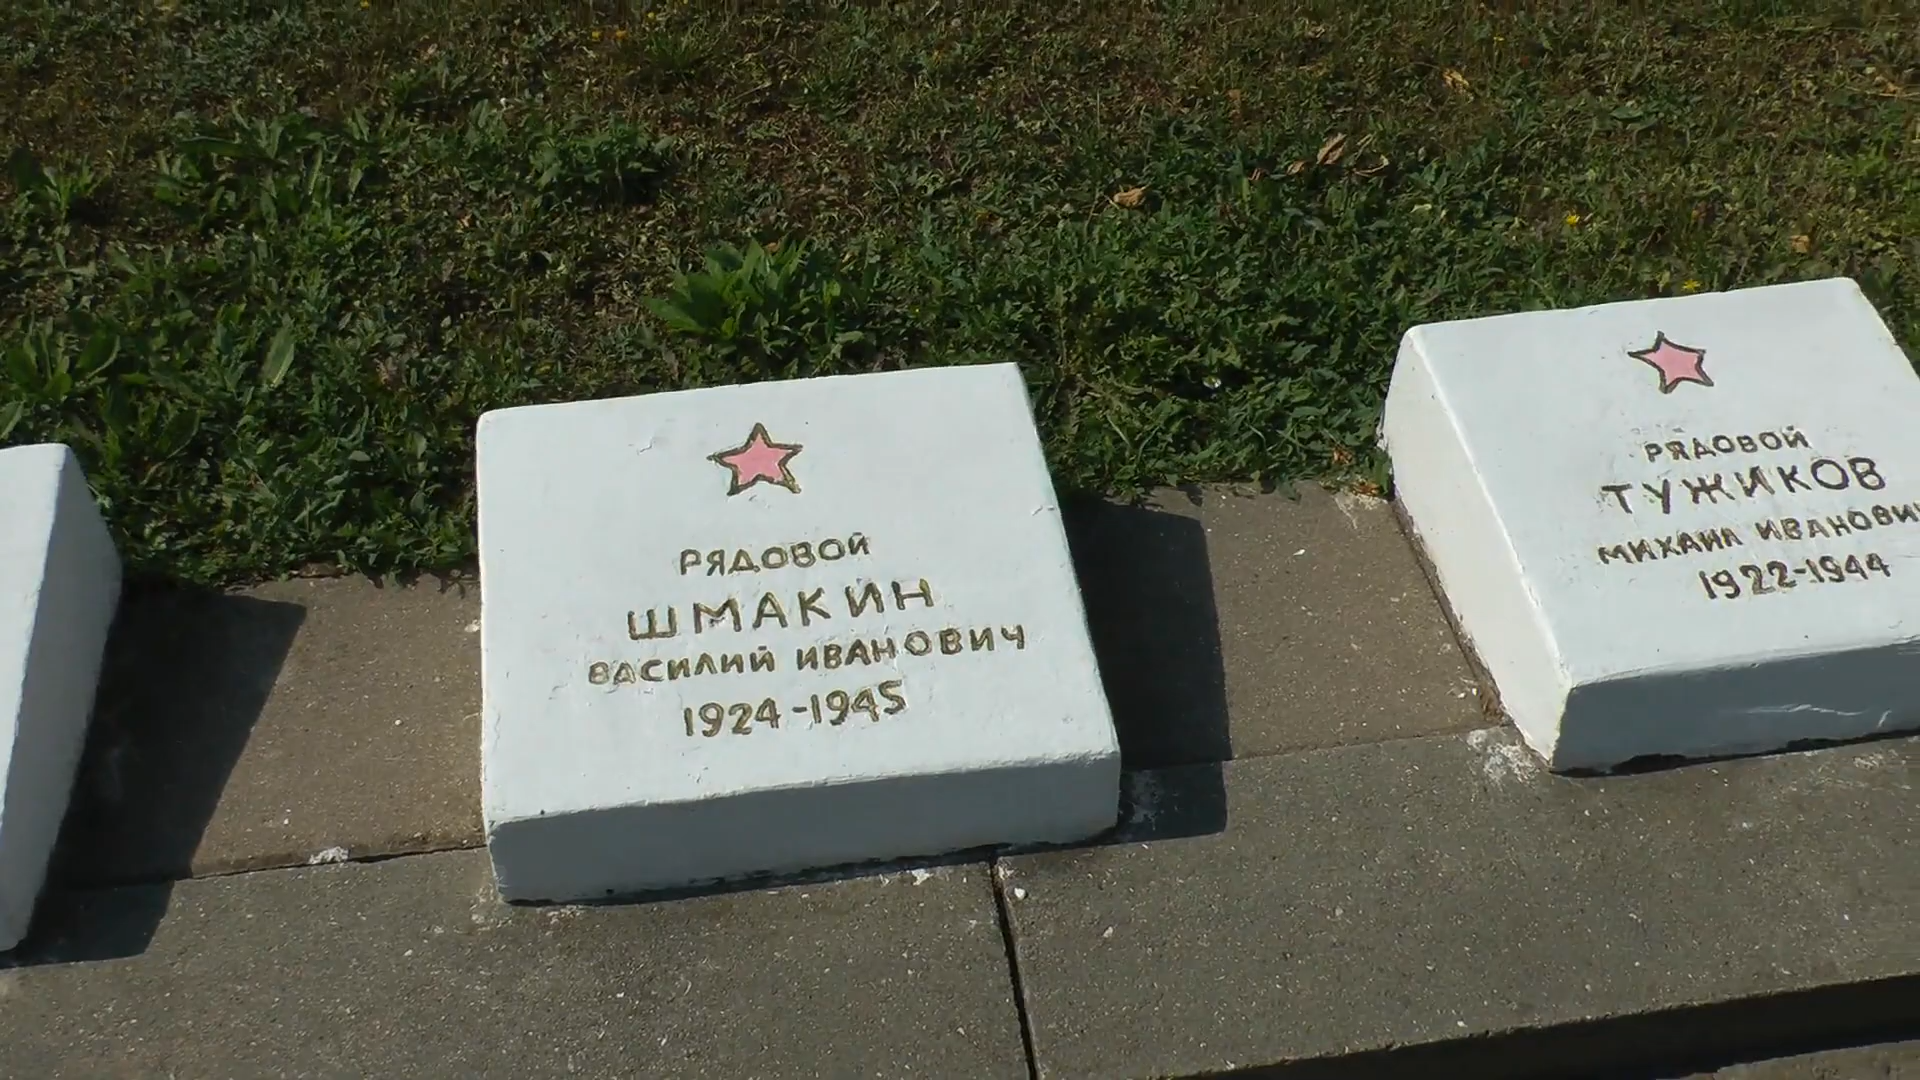 РЯДОВОЙ
ШМАКИН
ВАСИЛИЙ ИВАНОВИЧ
1924-1945
РЯДОВОЙ
ТУЖИКОВ
МИХАИЛ
1922-1944